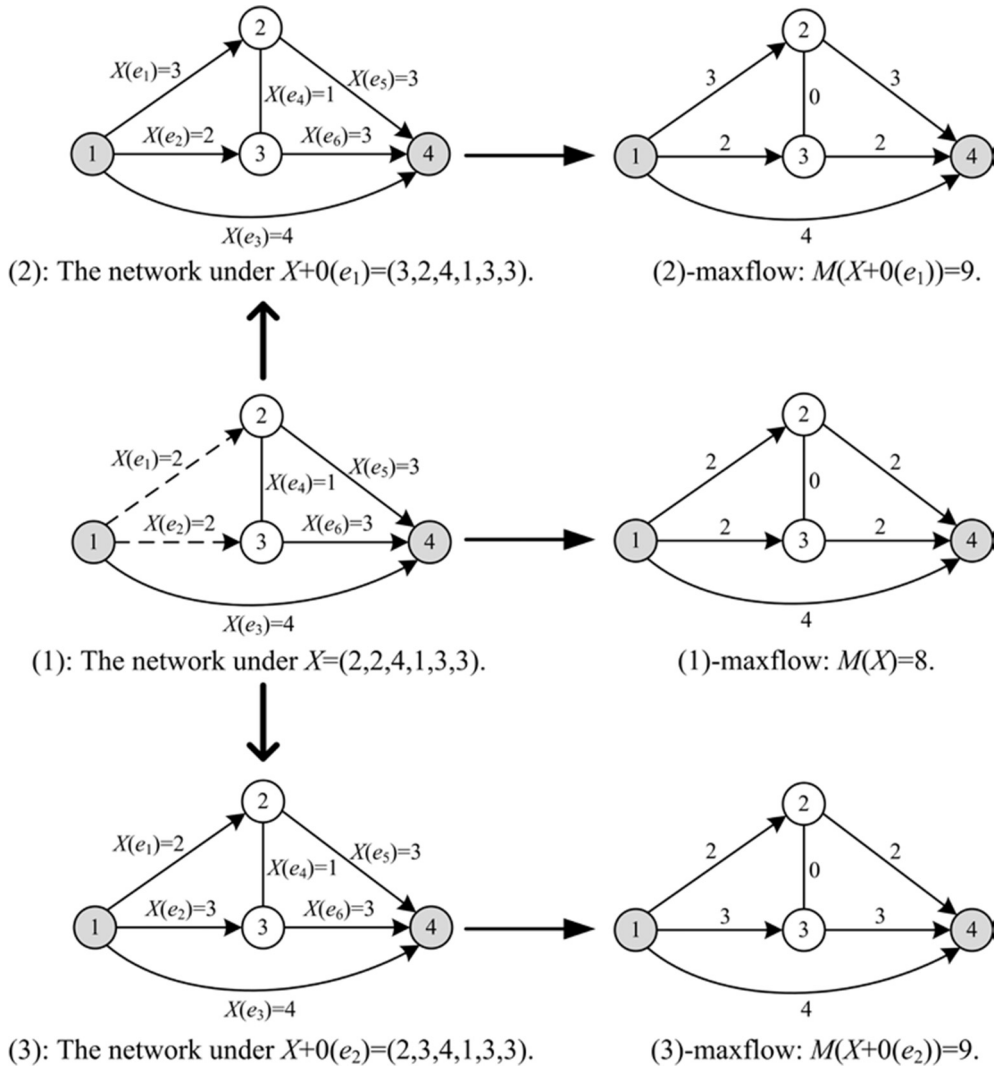 2
2
X(e₁)=3
X(e₅)=3
3
3
X(e₄)=1
0
X(e₂)=2
X(e₆)=3
2
2
1
3
4
1
3
4
X(e₃)=4
4
(2): The network under X+0(e₁)=(3,2,4,1,3,3).
(2)-maxflow: M(X+0(e₁))=9.
2
2
X(e₁)=2
X(e₅)=3
2
2
X(e₄)=1
0
X(e₂)=2
X(e₆)=3
2
2
1
3
4
1
3
4
X(e₃)=4
4
(1): The network under X=(2,2,4,1,3,3).
(1)-maxflow: M(X)=8.
2
2
X(e₁)=2
X(e₅)=3
2
2
X(e₄)=1
0
X(e₂)=3
X(e₆)=3
3
3
1
3
4
1
3
4
X(e₃)=4
4
(3): The network under X+0(e₂)=(2,3,4,1,3,3).
(3)-maxflow: M(X+0(e₂))=9.